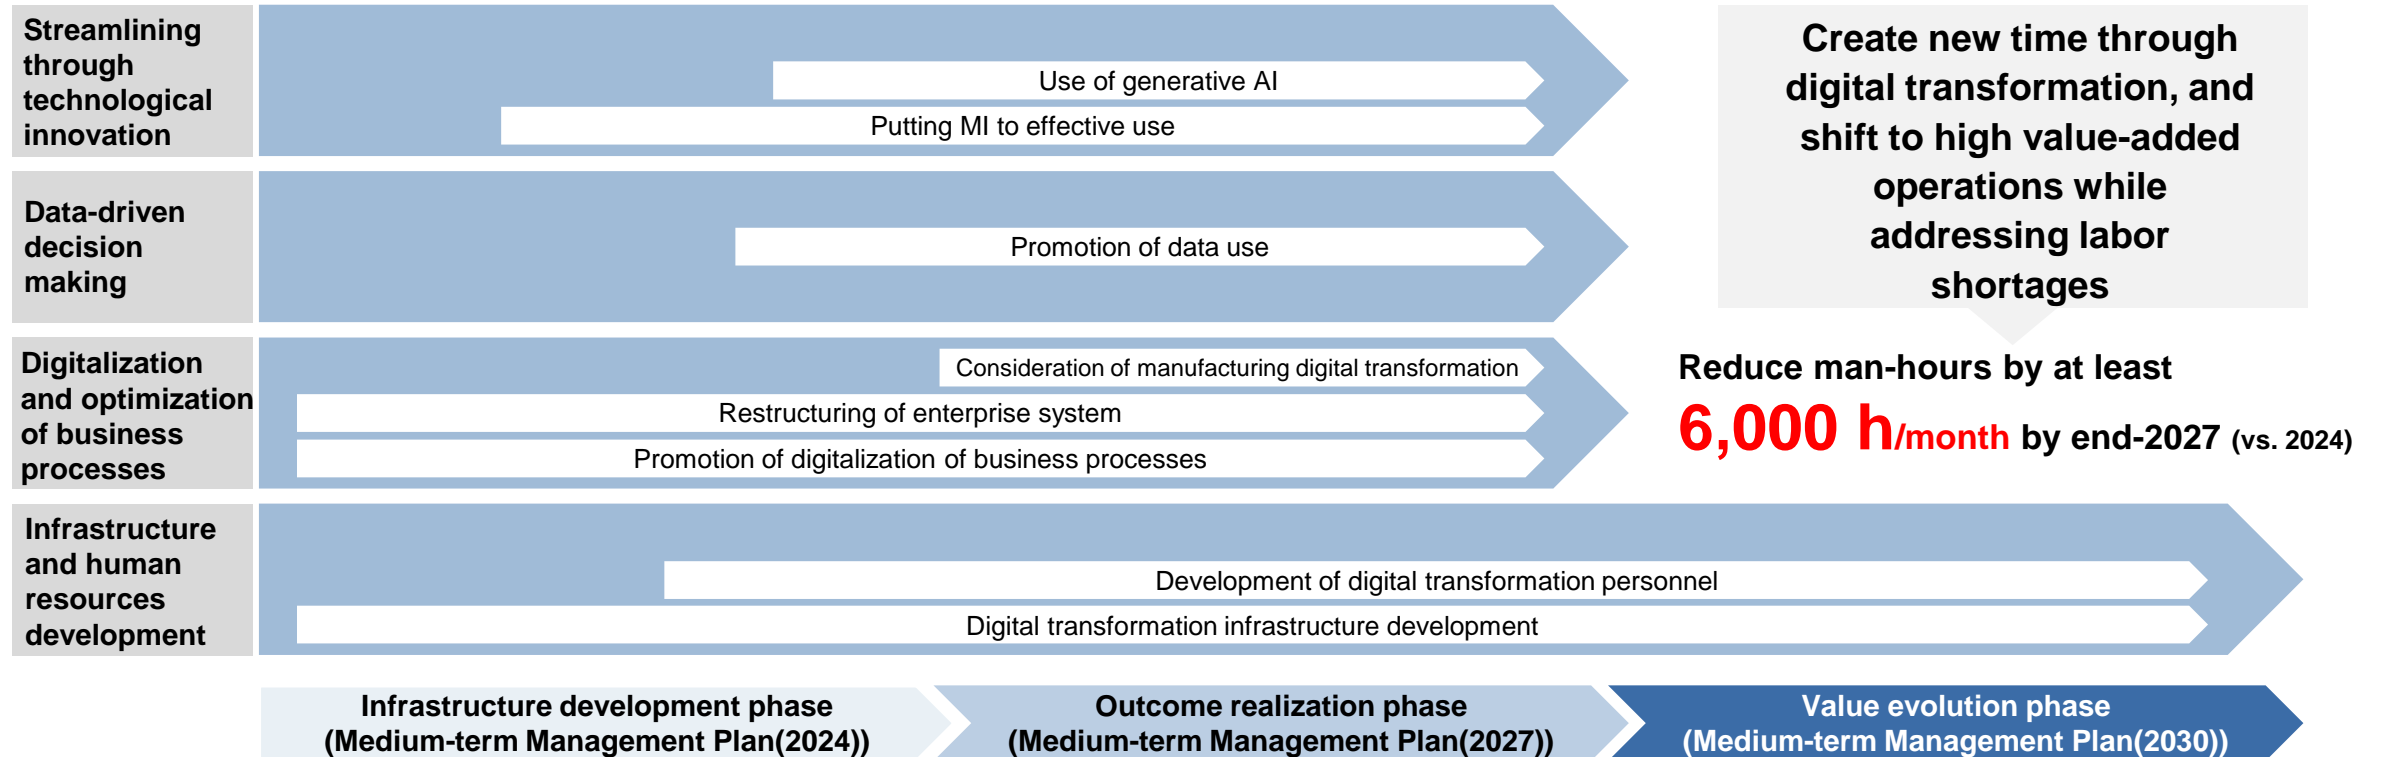 Streamlining
through
technological
innovation
Use of generative AI
Putting MI to effective use
Data-driven
decision
making
Promotion of data use
Digitalization
and optimization
of business
processes
Consideration of manufacturing digital transformation
Restructuring of enterprise system
Promotion of digitalization of business processes
Infrastructure
and human
resources
development
Development of digital transformation personnel
Digital transformation infrastructure development
Create new time through
digital transformation, and
shift to high value-added
operations while
addressing labor
shortages
Reduce man-hours by at least
6,000 h/month by end-2027 (vs. 2024)
Infrastructure development phase
(Medium-term Management Plan(2024))
Outcome realization phase
(Medium-term Management Plan(2027))
Value evolution phase
(Medium-term Management Plan(2030))